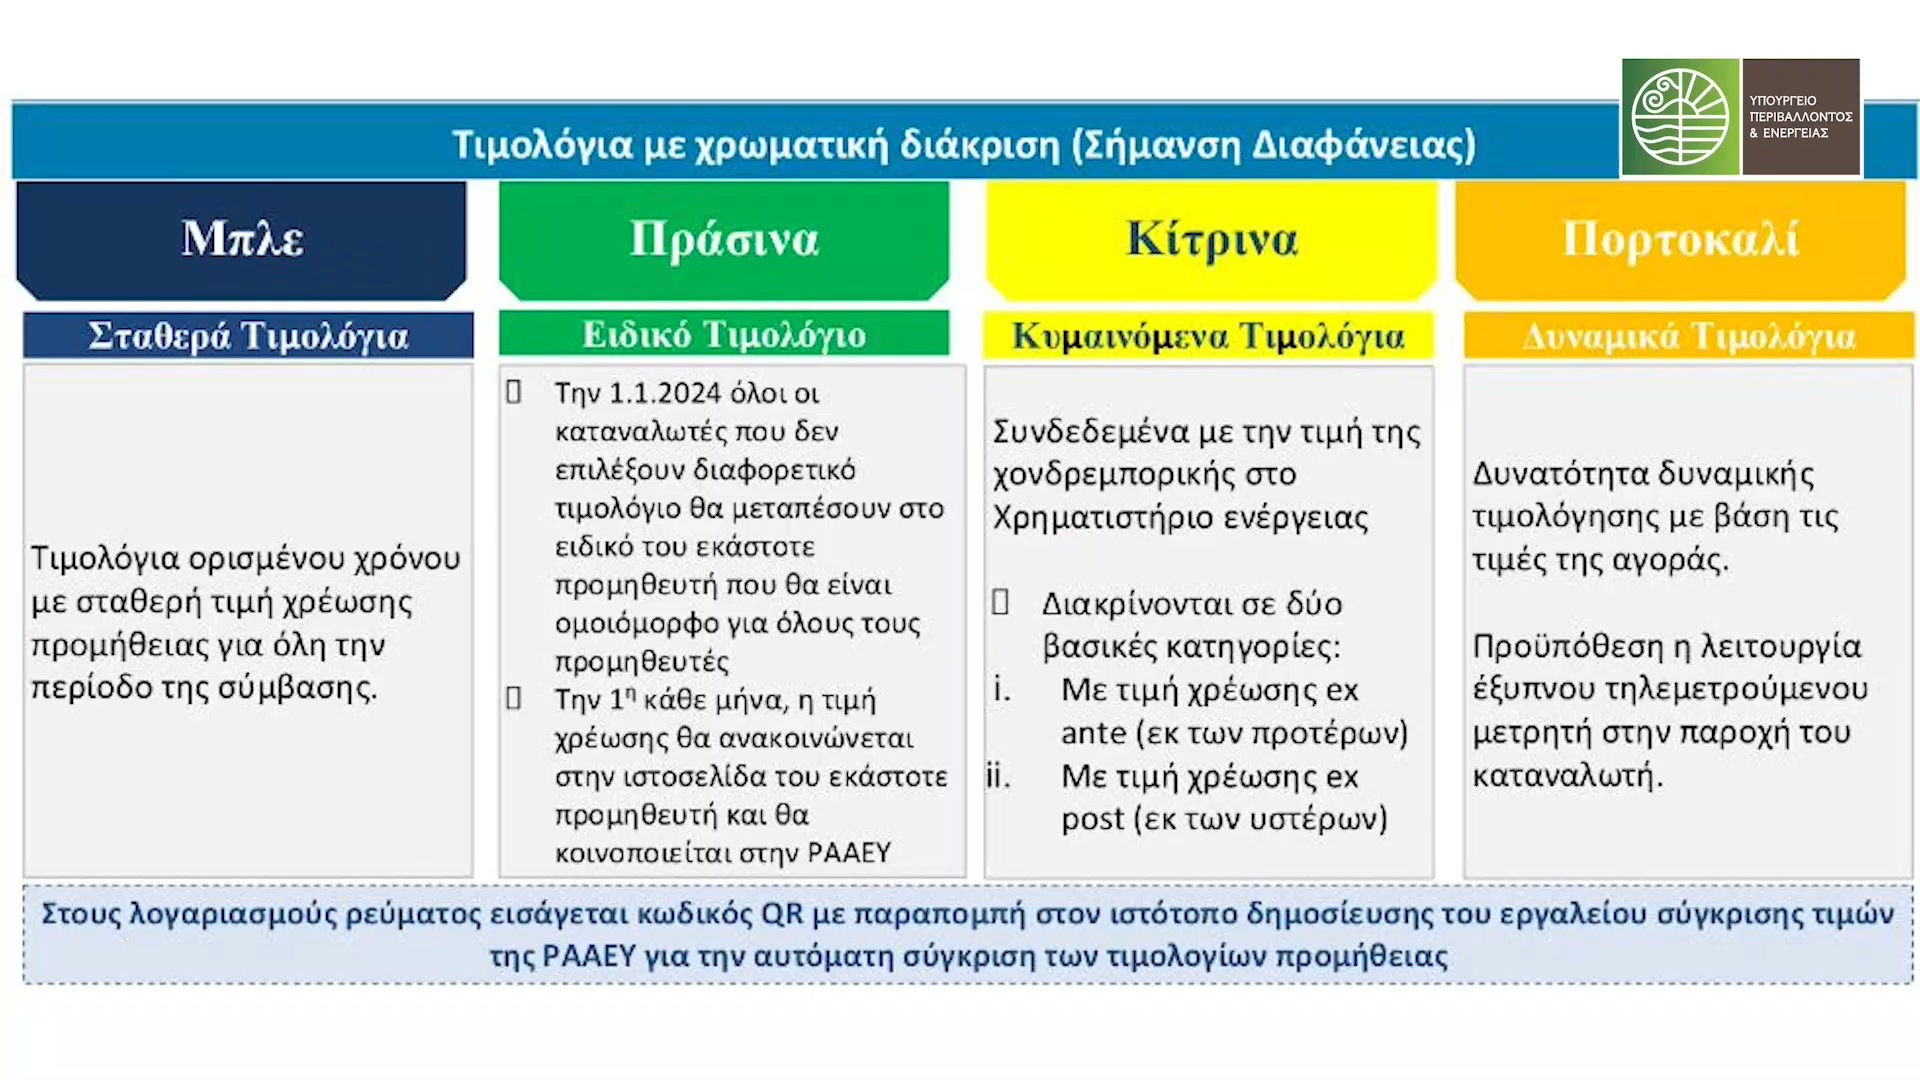 ΥΠΟΥΡΓΕΙΟ
ΠΕΡΙΒΑΛΛΟΝΤΟΣ
& ΕΝΕΡΓΕΙΑΣ
Τιμολόγια με χρωματική διάκριση (Σήμανση Διαφάνειας)
Μπλε
Σταθερά Τιμολόγια
Τιμολόγια ορισμένου χρόνου
με σταθερή τιμή χρέωσης
προμήθειας για όλη την
περίοδο της σύμβασης.
Πράσινα
Ειδικό Τιμολόγιο
Την 1.1.2024 όλοι οι
καταναλωτές που δεν
επιλέξουν διαφορετικό
τιμολόγιο θα μεταπέσουν στο
ειδικό του εκάστοτε
προμηθευτή που θα είναι
ομοιόμορφο για όλους τους
προμηθευτές
Την 1η κάθε μήνα, η τιμή
χρέωσης θα ανακοινώνεται
στην ιστοσελίδα του εκάστοτε
προμηθευτή και θα
κοινοποιείται στην ΡΑΑΕΥ
Κίτρινα
Κυμαινόμενα Τιμολόγια
Συνδεδεμένα με την τιμή της
χονδρεμπορικής στο
Χρηματιστήριο ενέργειας
Διακρίνονται σε δύο
βασικές κατηγορίες:
i. Με τιμή χρέωσης ex
ante (εκ των προτέρων)
ii. Με τιμή χρέωσης ex
post (εκ των υστέρων)
Πορτοκαλί
Δυναμικά Τιμολόγια
Δυνατότητα δυναμικής
τιμολόγησης με βάση τις
τιμές της αγοράς.
Προϋπόθεση η λειτουργία
έξυπνου τηλεμετρούμενου
μετρητή στην παροχή του
καταναλωτή.
Στους λογαριασμούς ρεύματος εισάγεται κωδικός QR με παραπομπή στον ιστότοπο δημοσίευσης του εργαλείου σύγκρισης τιμών
της ΡΑΑΕΥ για την αυτόματη σύγκριση των τιμολογίων προμήθειας